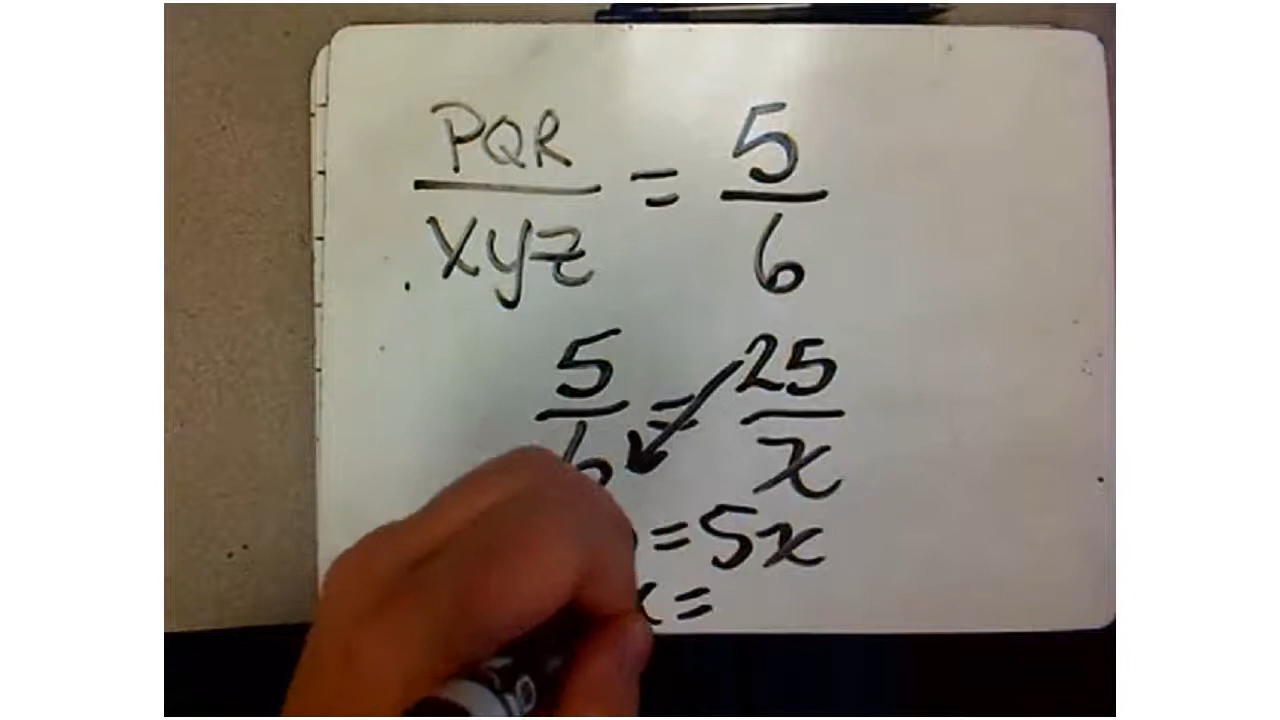 PQR/xyz = 5/6
5/6 = 25/x
= 5x
x =